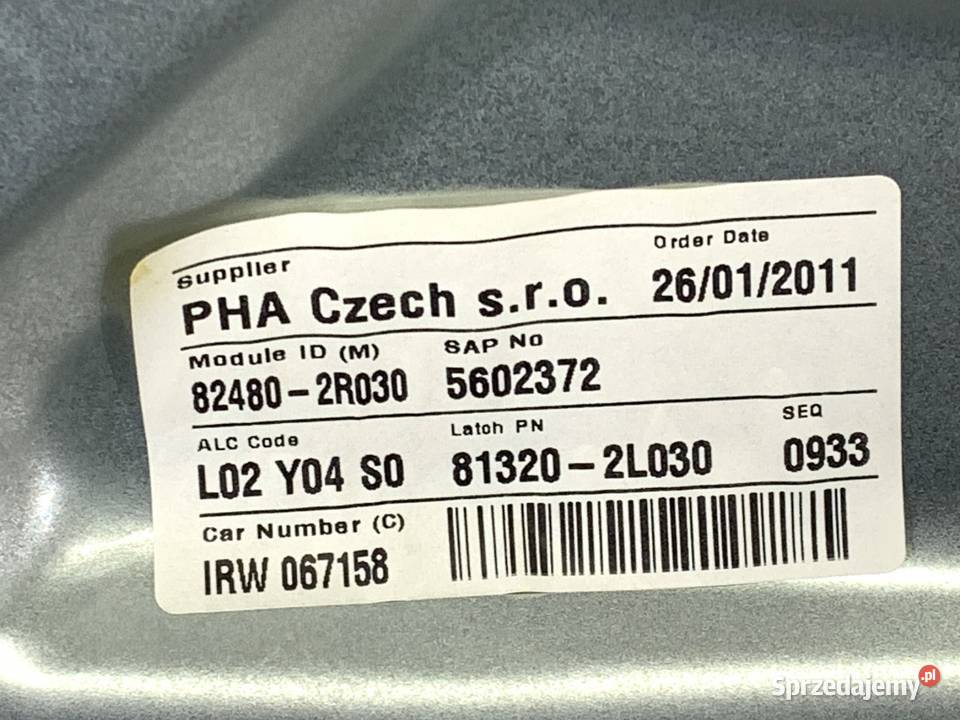 Supplier
Order Date
PHA Czech s.r.o.
26/01/2011
Module ID (M)
SAP No
82480-2R030
5602372
ALC Code
Latch PN
SEQ
L02 Y04 S0
81320-2L030
0933
Car Number (C)
IRW 067158
Sprzedajemy.pl